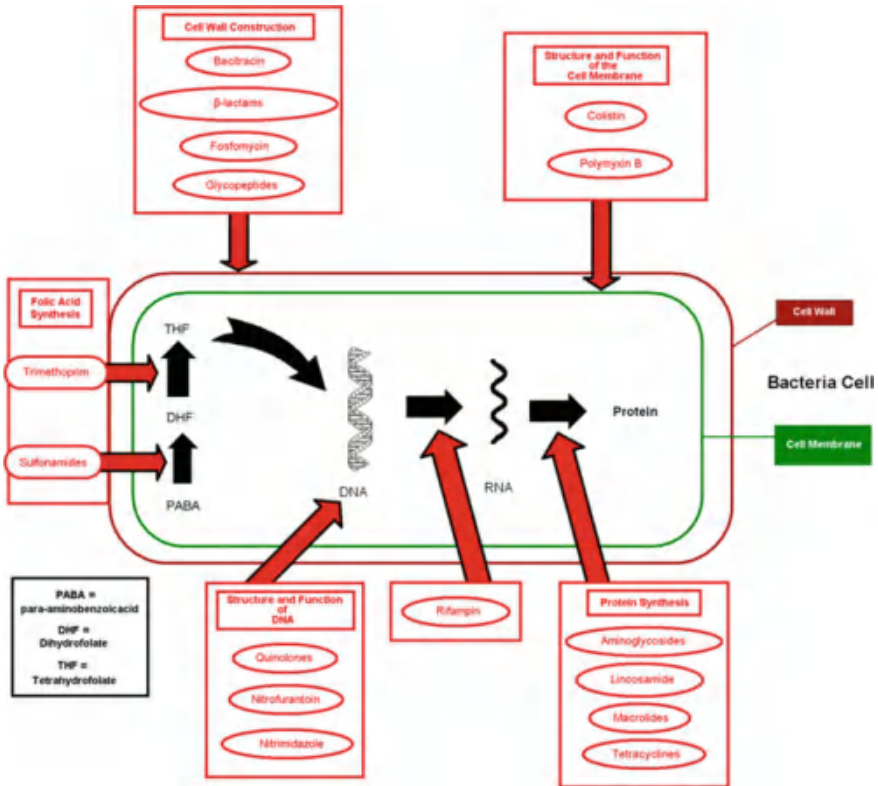 Cell Wall Construction
Bacitracin
β-lactams
Fosfomycin
Glycopeptides
Structure and Function
of the
Cell Membrane
Colistin
Polymyxin B
Folic Acid
Synthesis
Trimethoprim
Sulfonamides
THF
DHF
PABA
DNA
RNA
Protein
Cell Wall
Bacteria Cell
Cell Membrane
PABA =
para-aminobenzoicacid
DHF =
Dihydrofolate
THF =
Tetrahydrofolate
Structure and Function
of
DNA
Quinolones
Nitrofurantoin
Nitrimidazole
Rifampin
Protein Synthesis
Aminoglycosides
Lincosamide
Macrolides
Tetracyclines